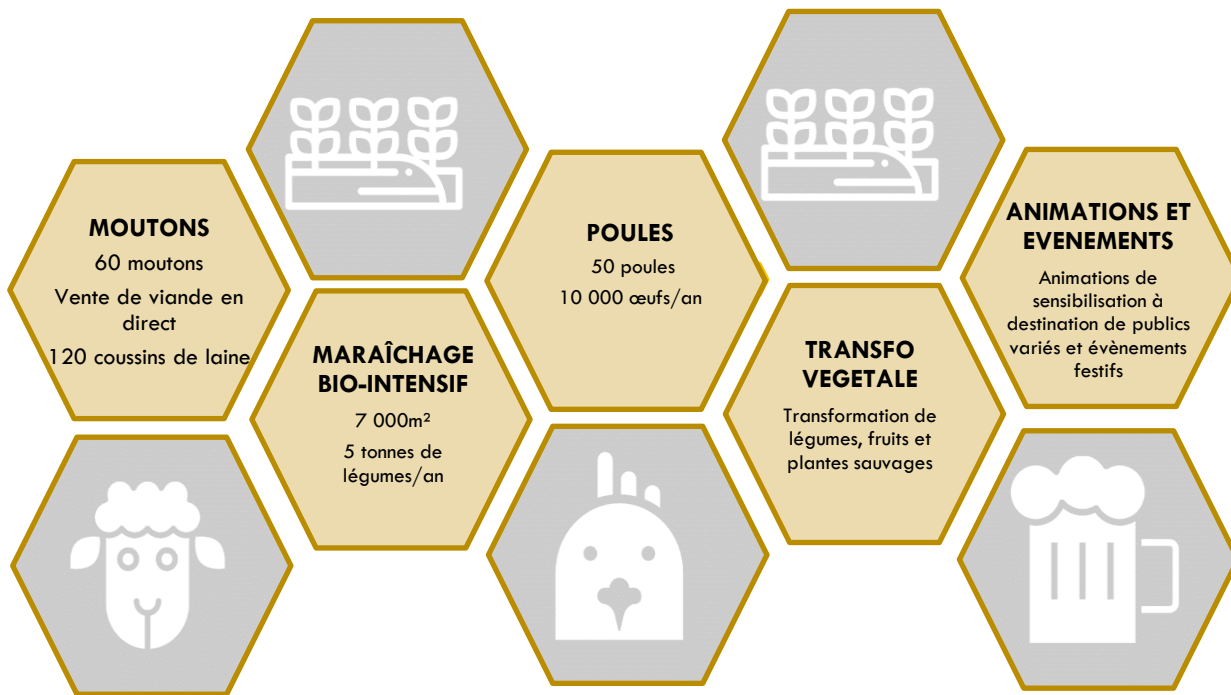 MOUTONS
60 moutons
Vente de viande en
direct
120 coussins de laine
MARAÎCHAGE
BIO-INTENSIF
7 000m²
5 tonnes de
légumes/an
POULES
50 poules
10 000 œufs/an
TRANSFO
VEGETALE
Transformation de
légumes, fruits et
plantes sauvages
ANIMATIONS ET
EVENEMENTS
Animations de
sensibilisation à
destination de publics
variés et évènements
festifs